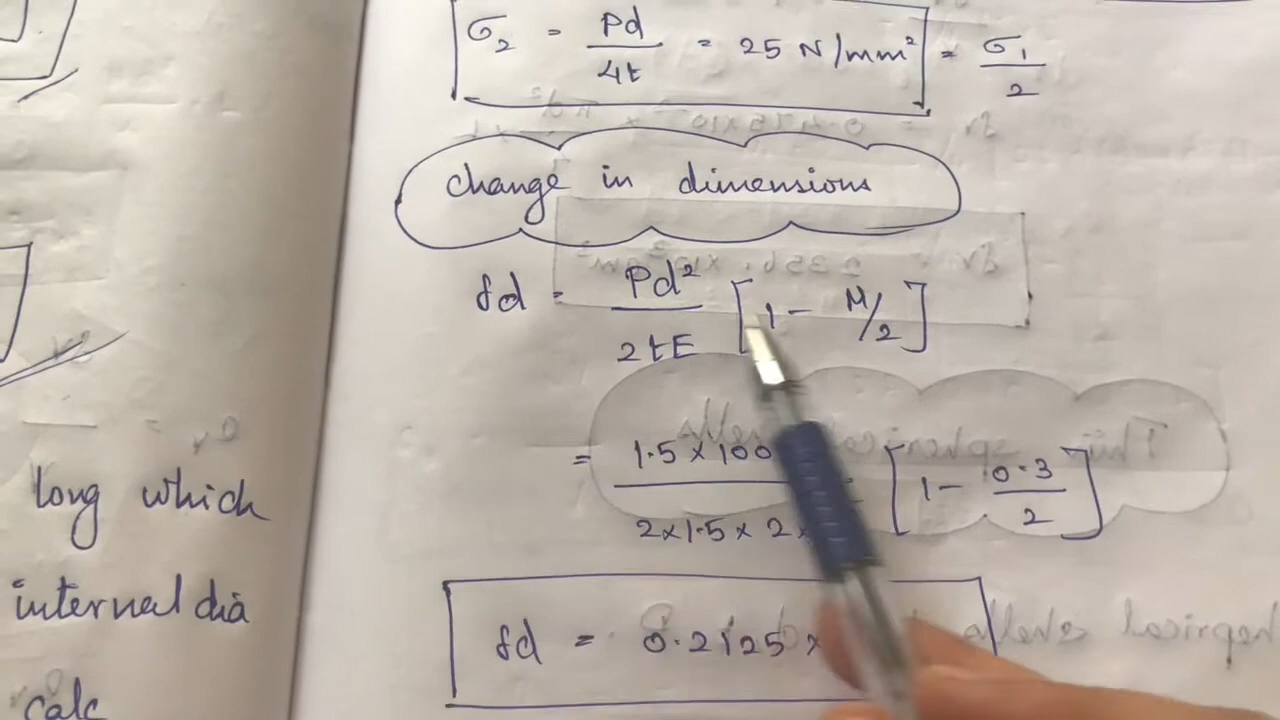 σ₂ = Pd/4t = 25 N/mm² = σ₁/2
change in dimensions
δd = Pd²/2tE [1 - μ/2]
= 1.5 × 100 / 2×1.5×2× [1 - 0.3/2]
δd = 0.2125 ×
long which
internal dia
calc